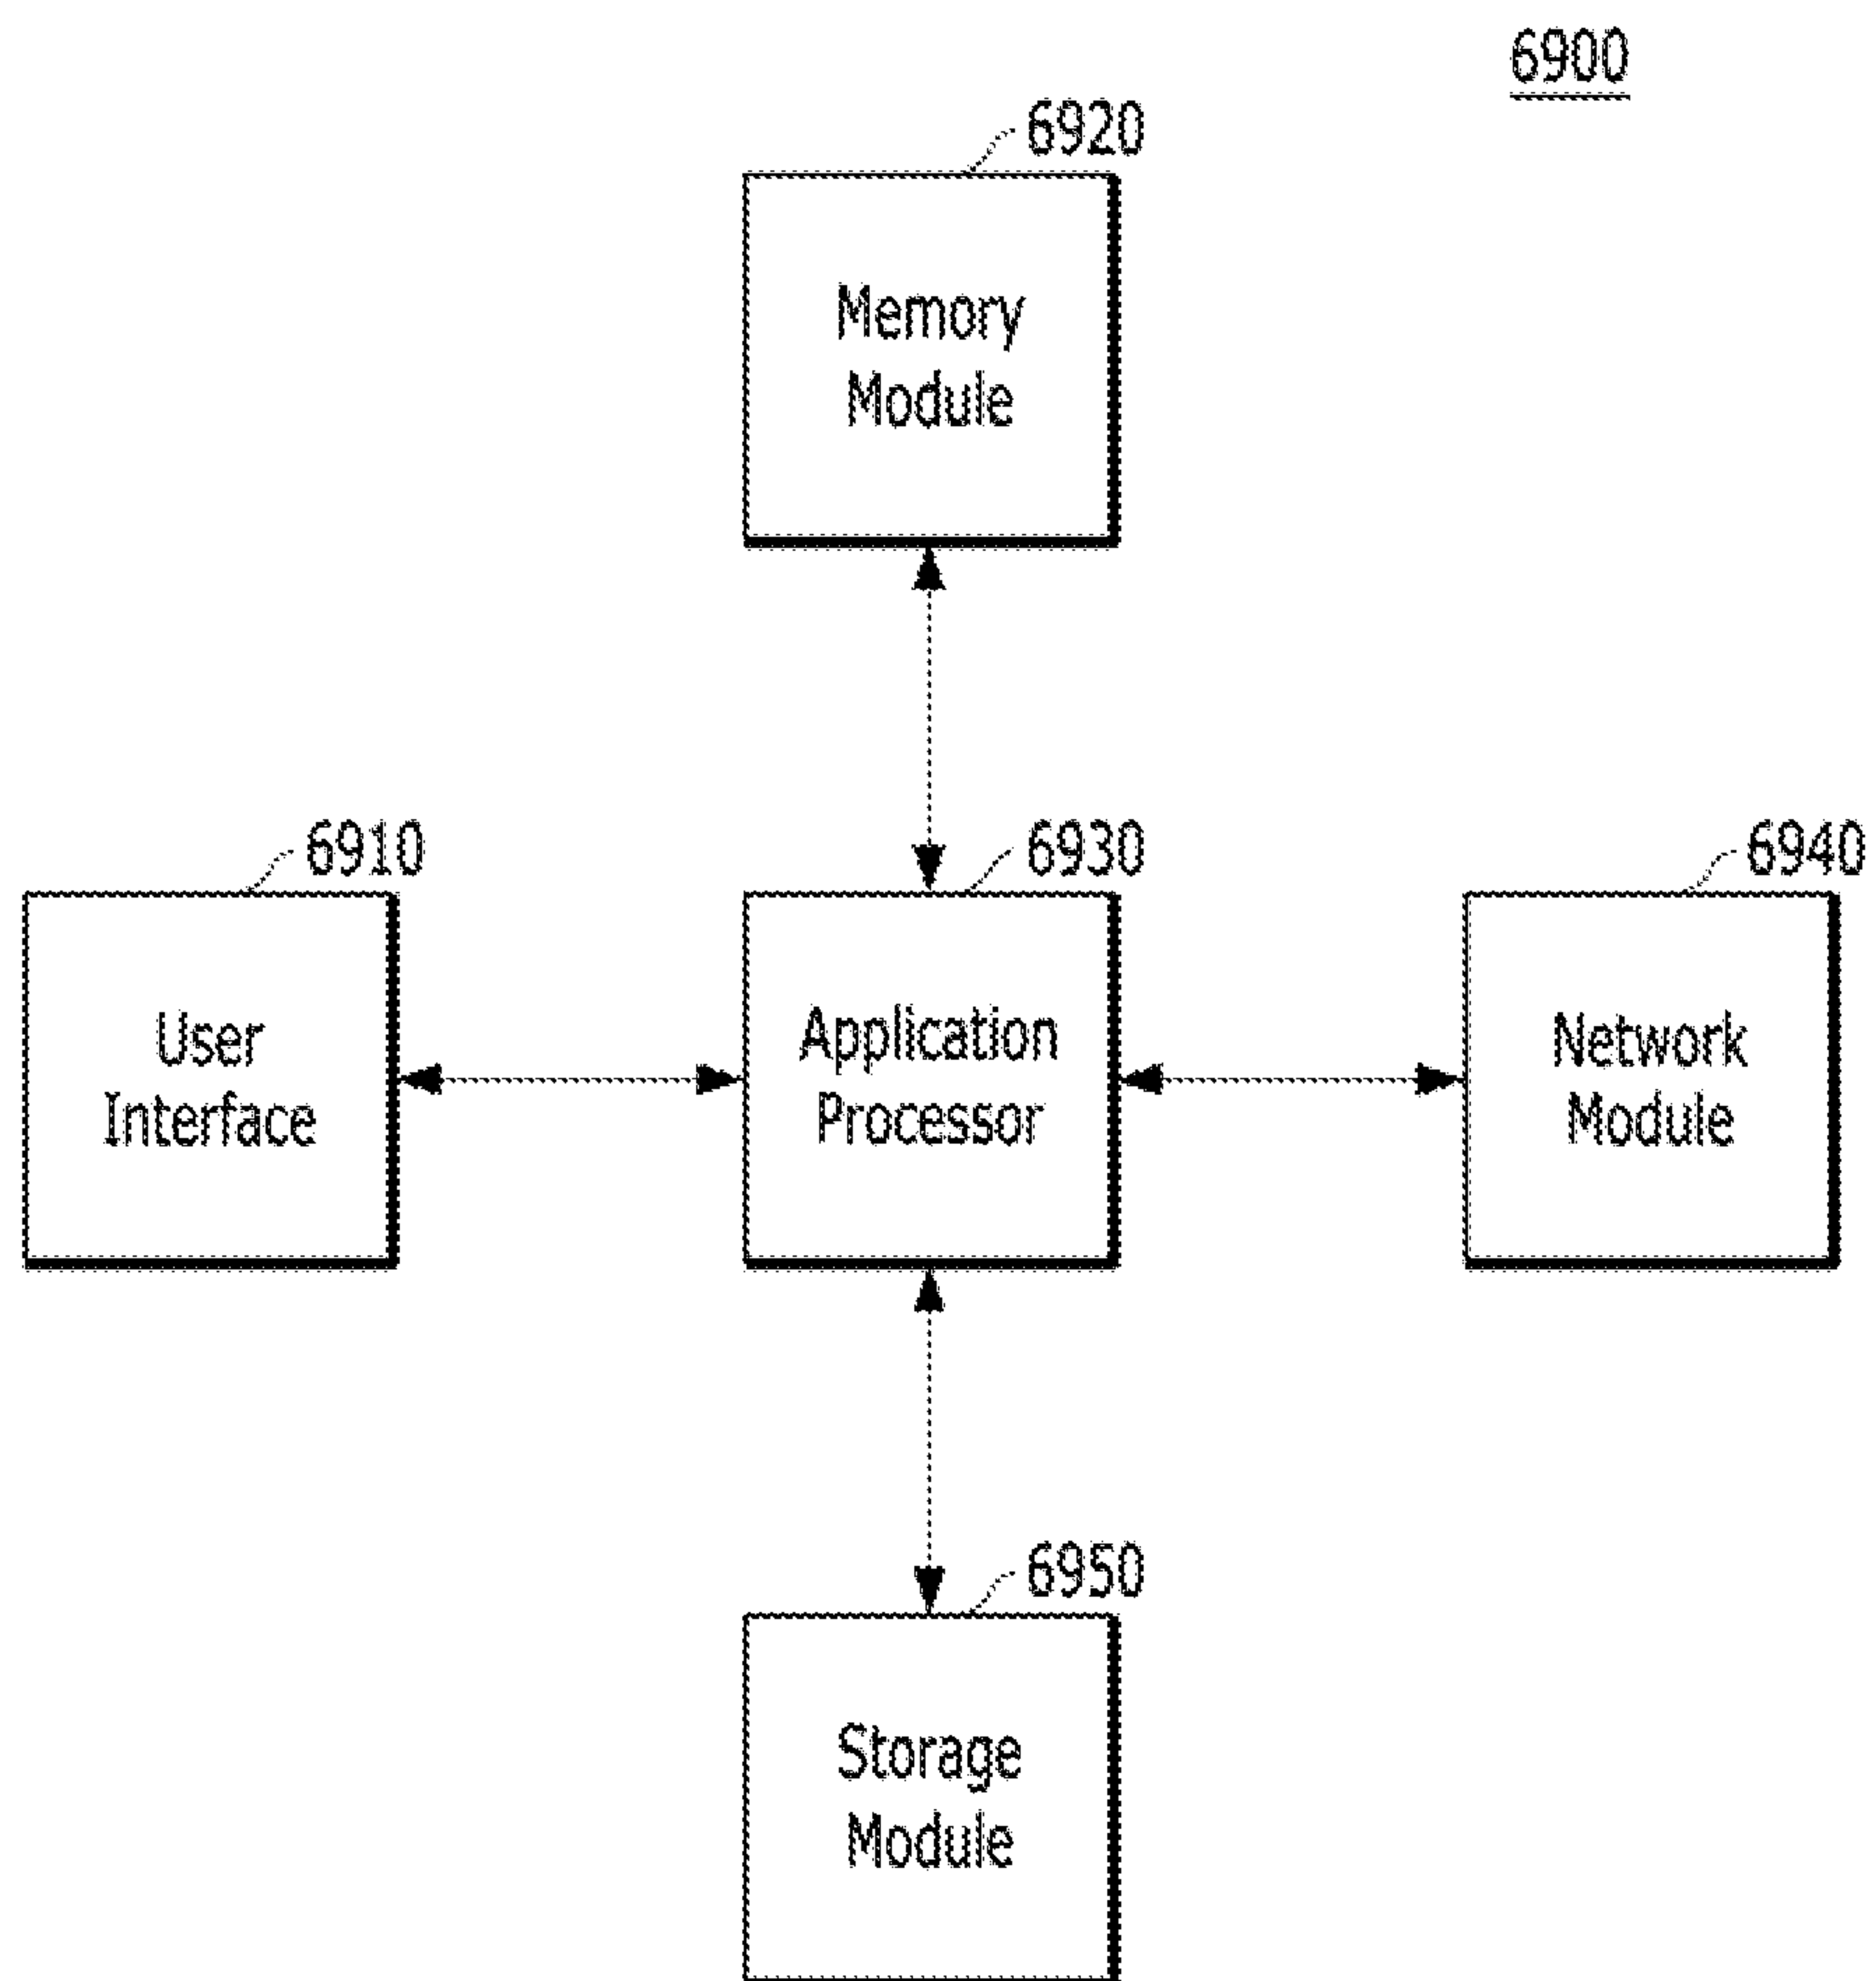 6900
6920
Memory
Module
6910
6930
6940
User
Interface
Application
Processor
Network
Module
6950
Storage
Module